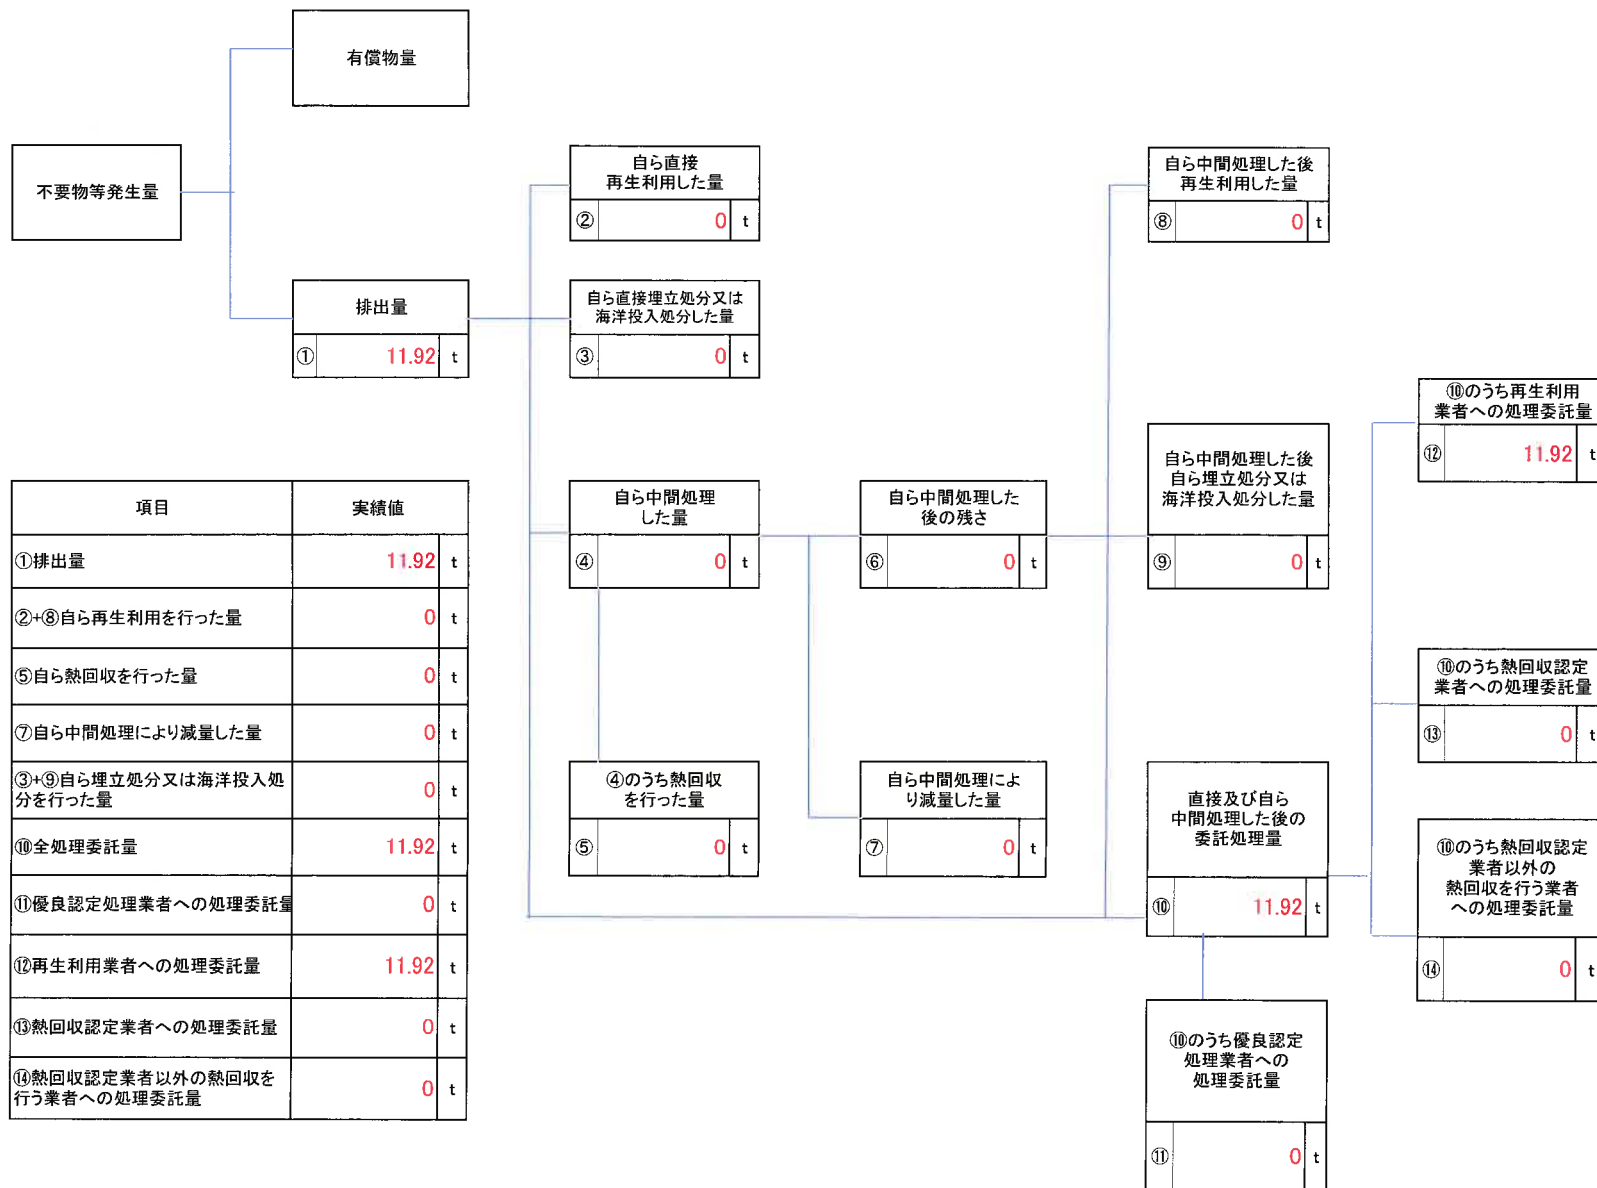 有償物量
不要物等発生量
排出量
① 11.92 t
自ら直接
再生利用した量
② 0 t
自ら直接埋立処分又は
海洋投入処分した量
③ 0 t
自ら中間処理
した量
④ 0 t
④のうち熱回収
を行った量
⑤ 0 t
自ら中間処理した
後の残さ
⑥ 0 t
自ら中間処理によ
り減量した量
⑦ 0 t
自ら中間処理した後
再生利用した量
⑧ 0 t
自ら中間処理した後
自ら埋立処分又は
海洋投入処分した量
⑨ 0 t
直接及び自ら
中間処理した後の
委託処理量
⑩ 11.92 t
⑩のうち優良認定
処理業者への
処理委託量
⑪ 0 t
⑩のうち再生利用
業者への処理委託量
⑫ 11.92 t
⑩のうち熱回収認定
業者への処理委託量
⑬ 0 t
⑩のうち熱回収認定
業者以外の
熱回収を行う業者
への処理委託量
⑭ 0 t
項目 実績値
①排出量 11.92 t
②+⑧自ら再生利用を行った量 0 t
⑤自ら熱回収を行った量 0 t
⑦自ら中間処理により減量した量 0 t
③+⑨自ら埋立処分又は海洋投入処
分を行った量 0 t
⑩全処理委託量 11.92 t
⑪優良認定処理業者への処理委託量 0 t
⑫再生利用業者への処理委託量 11.92 t
⑬熱回収認定業者への処理委託量 0 t
⑭熱回収認定業者以外の熱回収を
行う業者への処理委託量 0 t